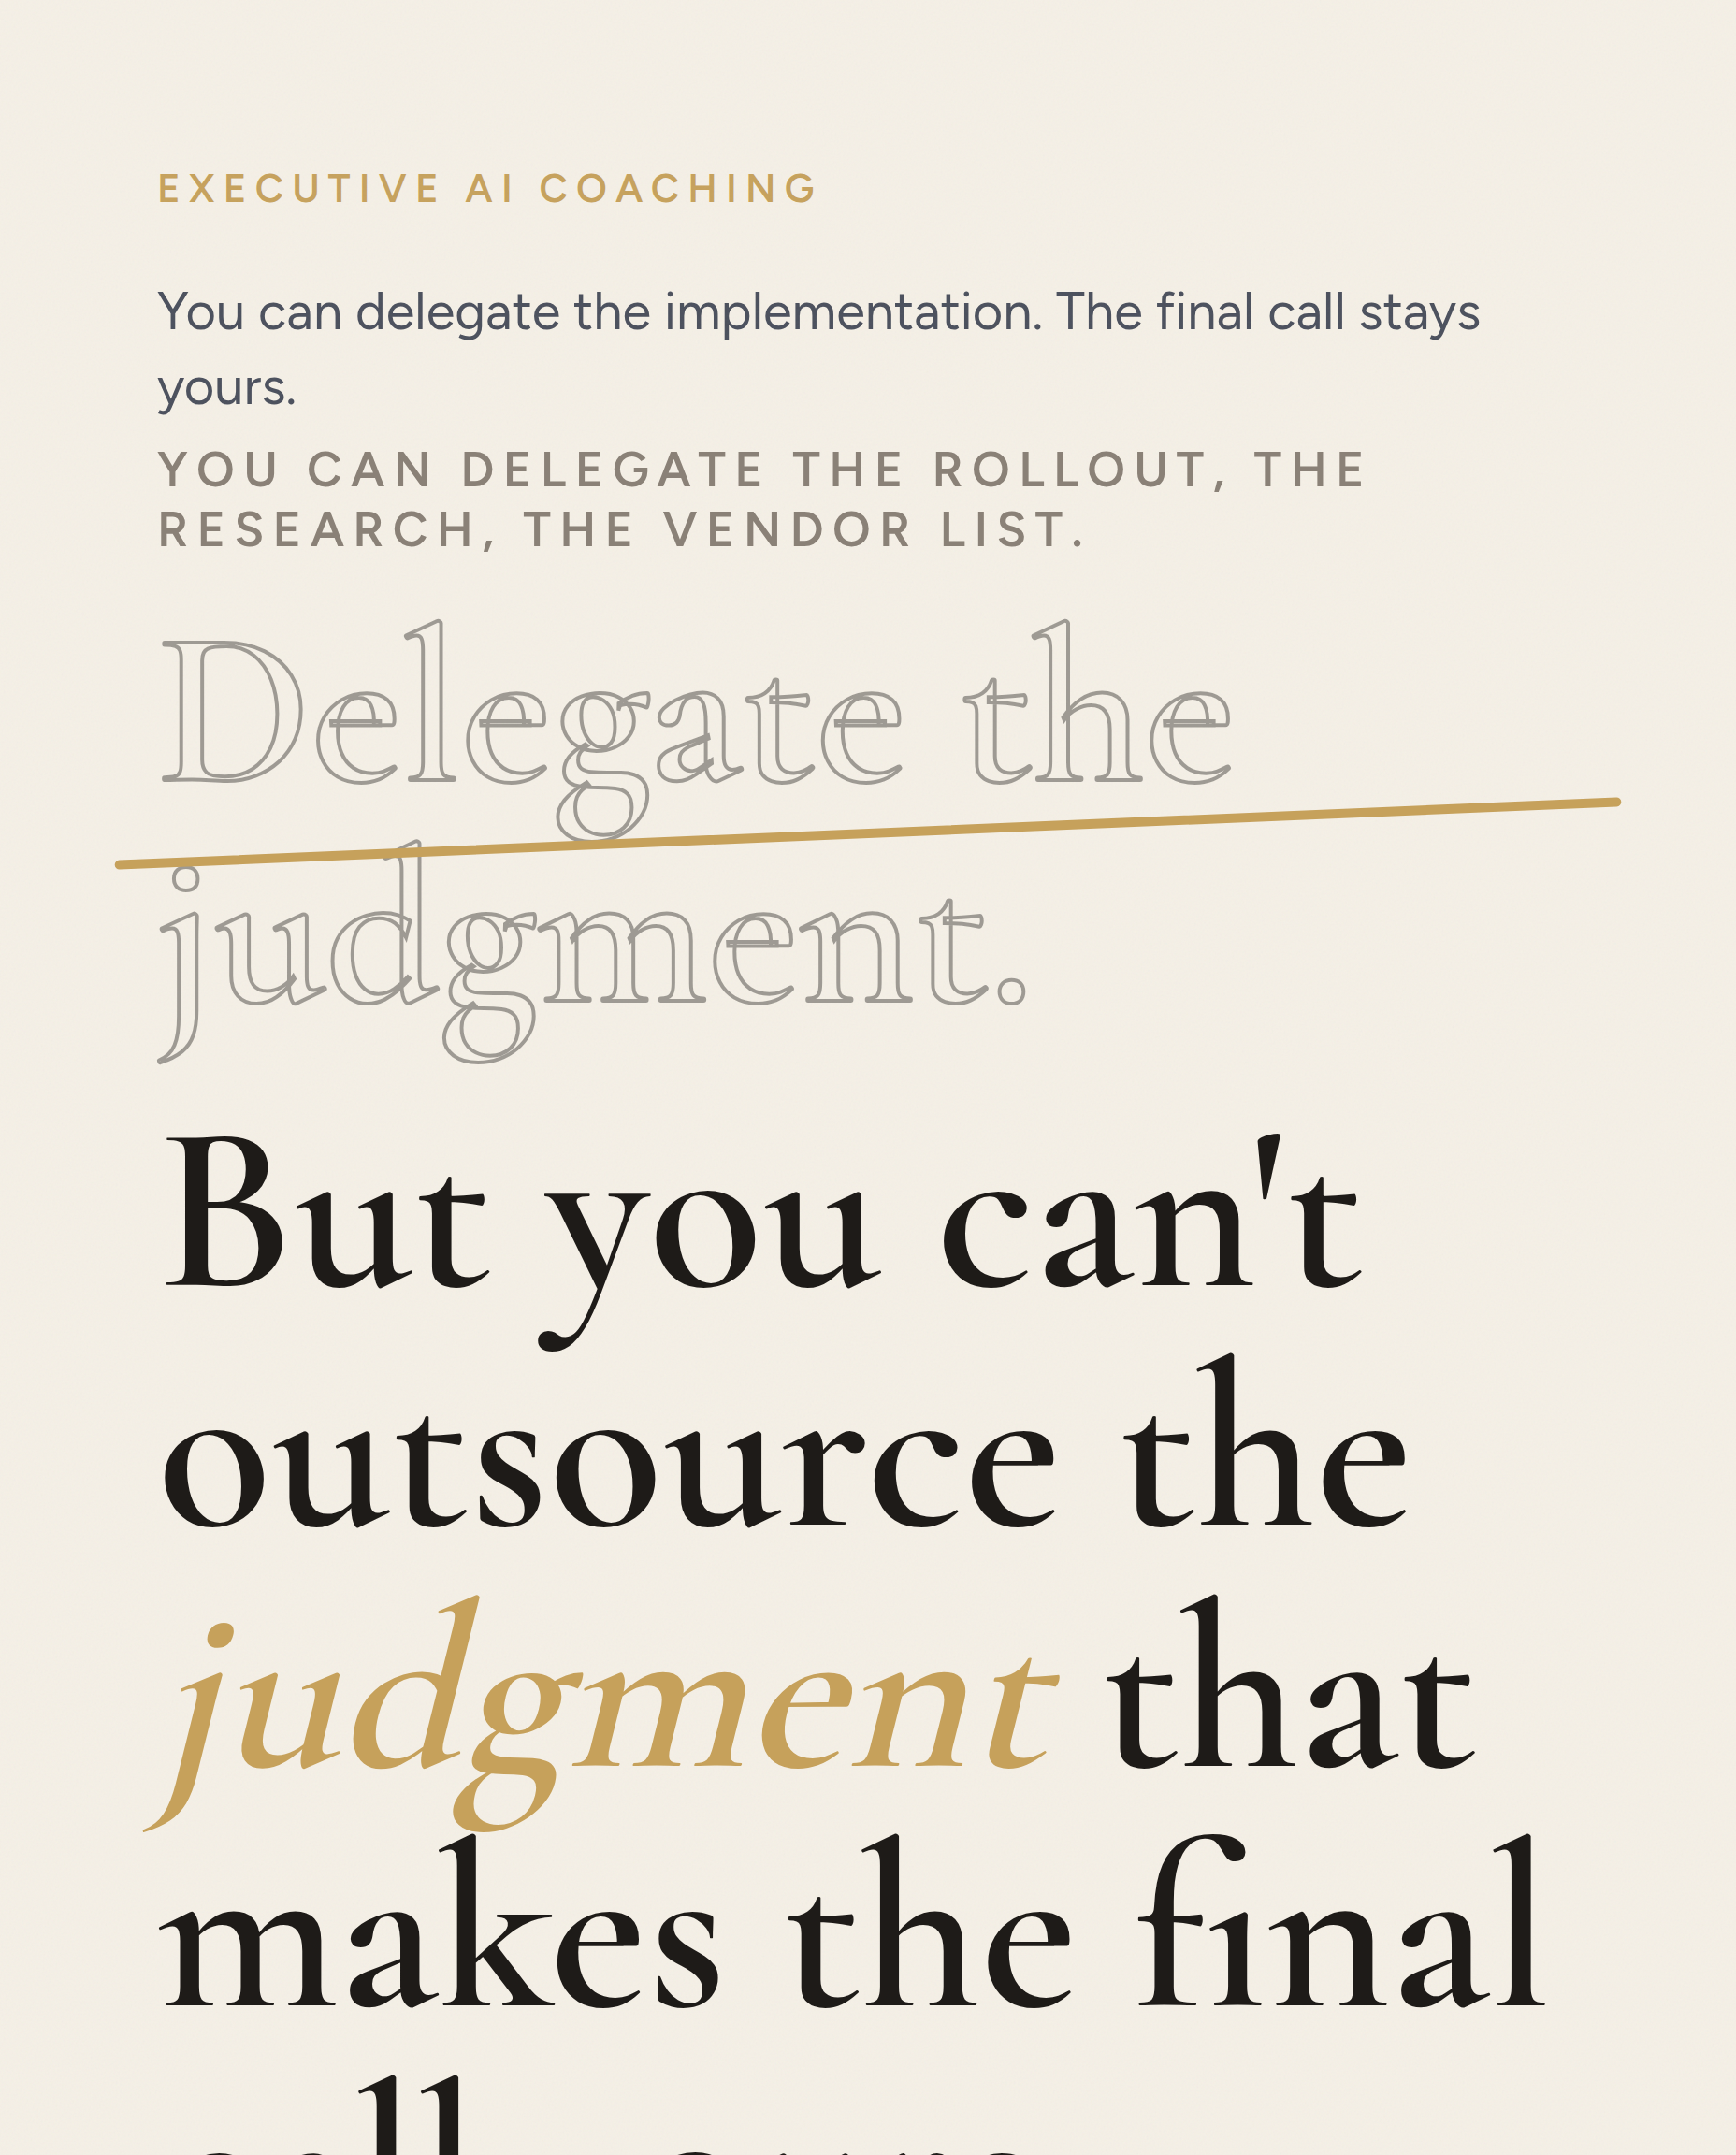 EXECUTIVE AI COACHING
You can delegate the implementation. The final call stays
yours.
YOU CAN DELEGATE THE ROLLOUT, THE
RESEARCH, THE VENDOR LIST.
Delegate the
judgment.
But you can't
outsource the
judgment that
makes the final